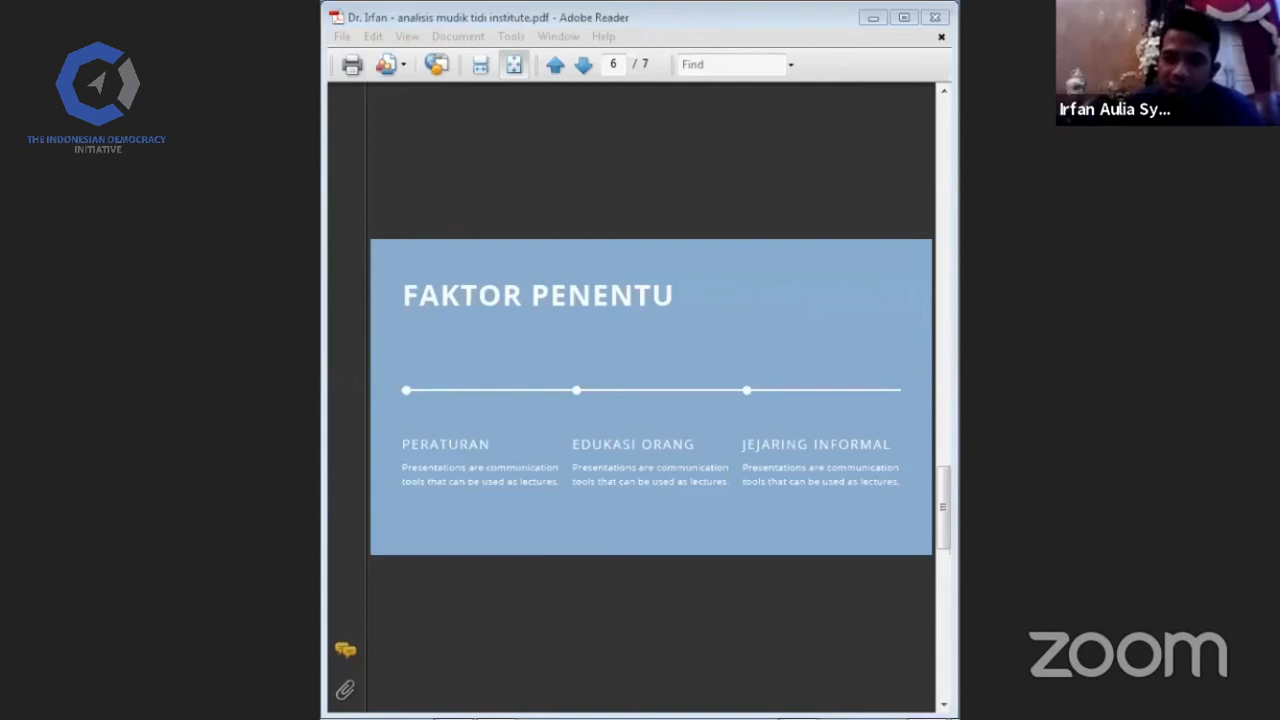 Dr. Irfan - analisis mudik tidi institute.pdf - Adobe Reader
File Edit View Document Tools Window Help
6 / 7 Find
THE INDONESIAN DEMOCRACY
INITIATIVE
Irfan Aulia Sy...
FAKTOR PENENTU
PERATURAN
Presentations are communication
tools that can be used as lectures.
EDUKASI ORANG
Presentations are communication
tools that can be used as lectures.
JEJARING INFORMAL
Presentations are communication
tools that can be used as lectures.
zoom